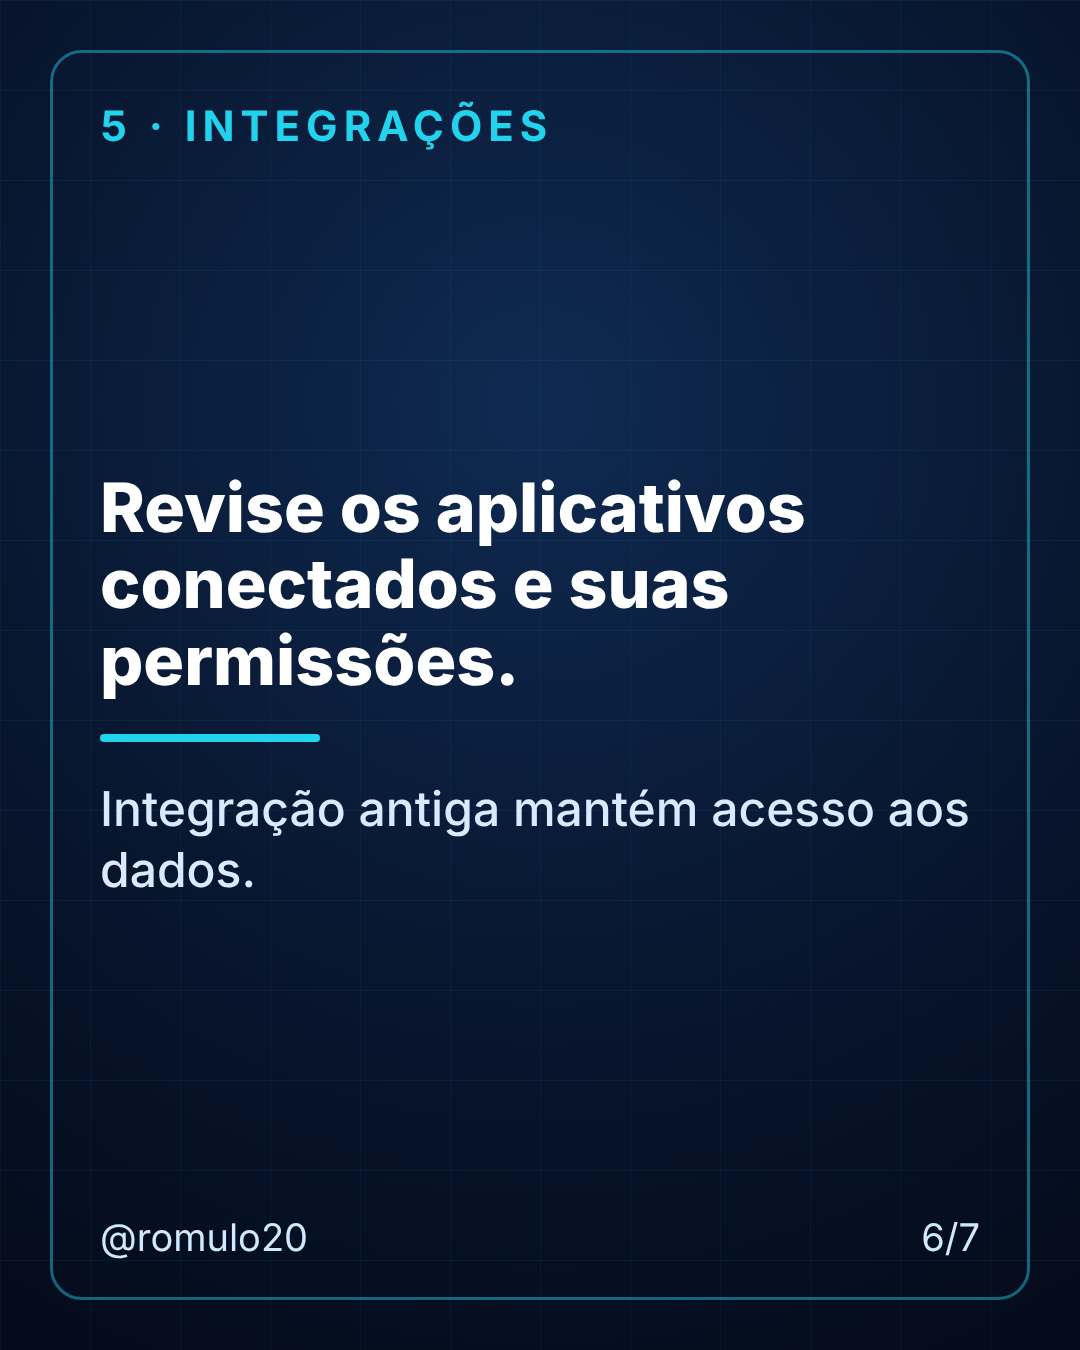 5 · INTEGRAÇÕES
Revise os aplicativos
conectados e suas
permissões.
Integração antiga mantém acesso aos
dados.
@romulo20
6/7